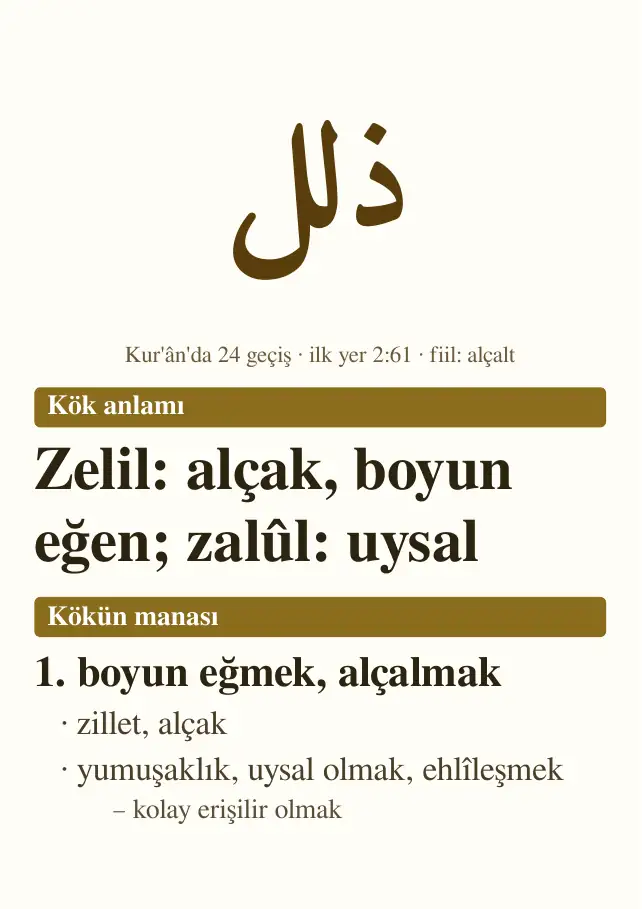 ذلل
Kur'ân'da 24 geçiş · ilk yer 2:61 · fiil: alçalt
Kök anlamı
Zelil: alçak, boyun
eğen; zalûl: uysal
Kökün manası
1. boyun eğmek, alçalmak
· zillet, alçak
· yumuşaklık, uysal olmak, ehlîleşmek
– kolay erişilir olmak